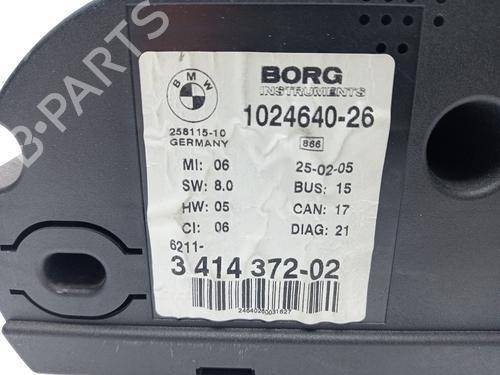 BMW
BORG
INSTRUMENTS
258115-10
GERMANY
1024640-26
866
MI: 06
25-02-05
SW: 8.0
BUS: 15
HW: 05
CAN: 17
CI: 06
DIAG: 21
6211-
3 414 372-02
B-PARTS